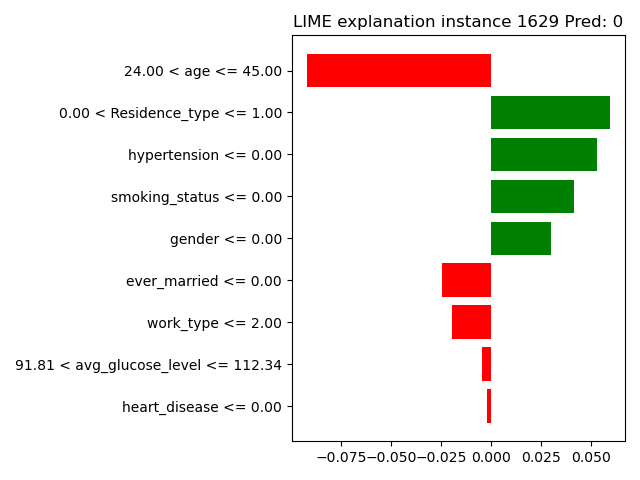 LIME explanation instance 1629 Pred: 0
24.00 < age <= 45.00
0.00 < Residence_type <= 1.00
hypertension <= 0.00
smoking_status <= 0.00
gender <= 0.00
ever_married <= 0.00
work_type <= 2.00
91.81 < avg_glucose_level <= 112.34
heart_disease <= 0.00
−0.075 −0.050 −0.025 0.000 0.025 0.050